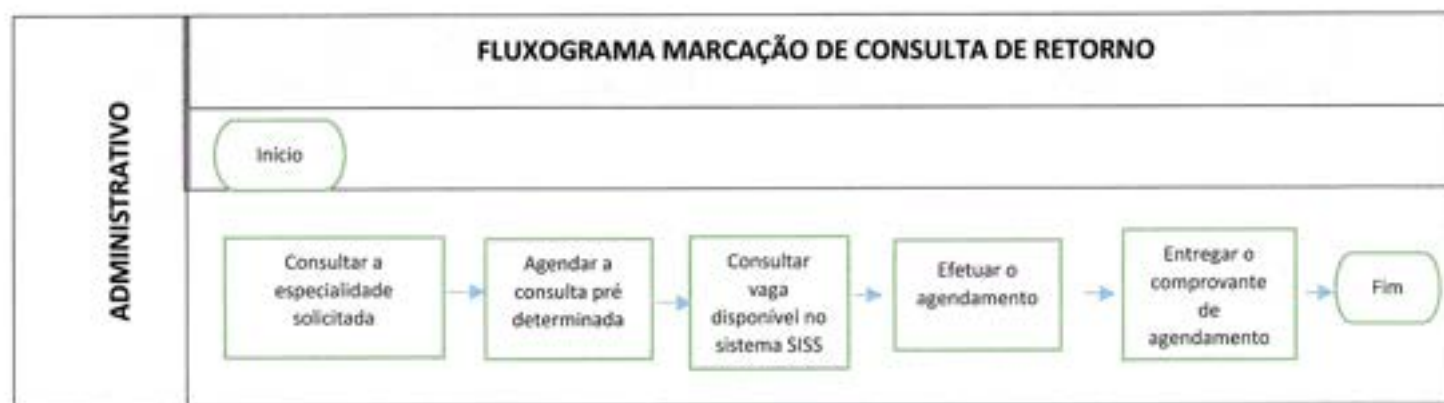 FLUXOGRAMA MARCAÇÃO DE CONSULTA DE RETORNO
ADMINISTRATIVO
Início
Consultar a
especialidade
solicitada
Agendar a
consulta pré
determinada
Consultar
vaga
disponível no
sistema SISS
Efetuar o
agendamento
Entregar o
comprovante
de
agendamento
Fim